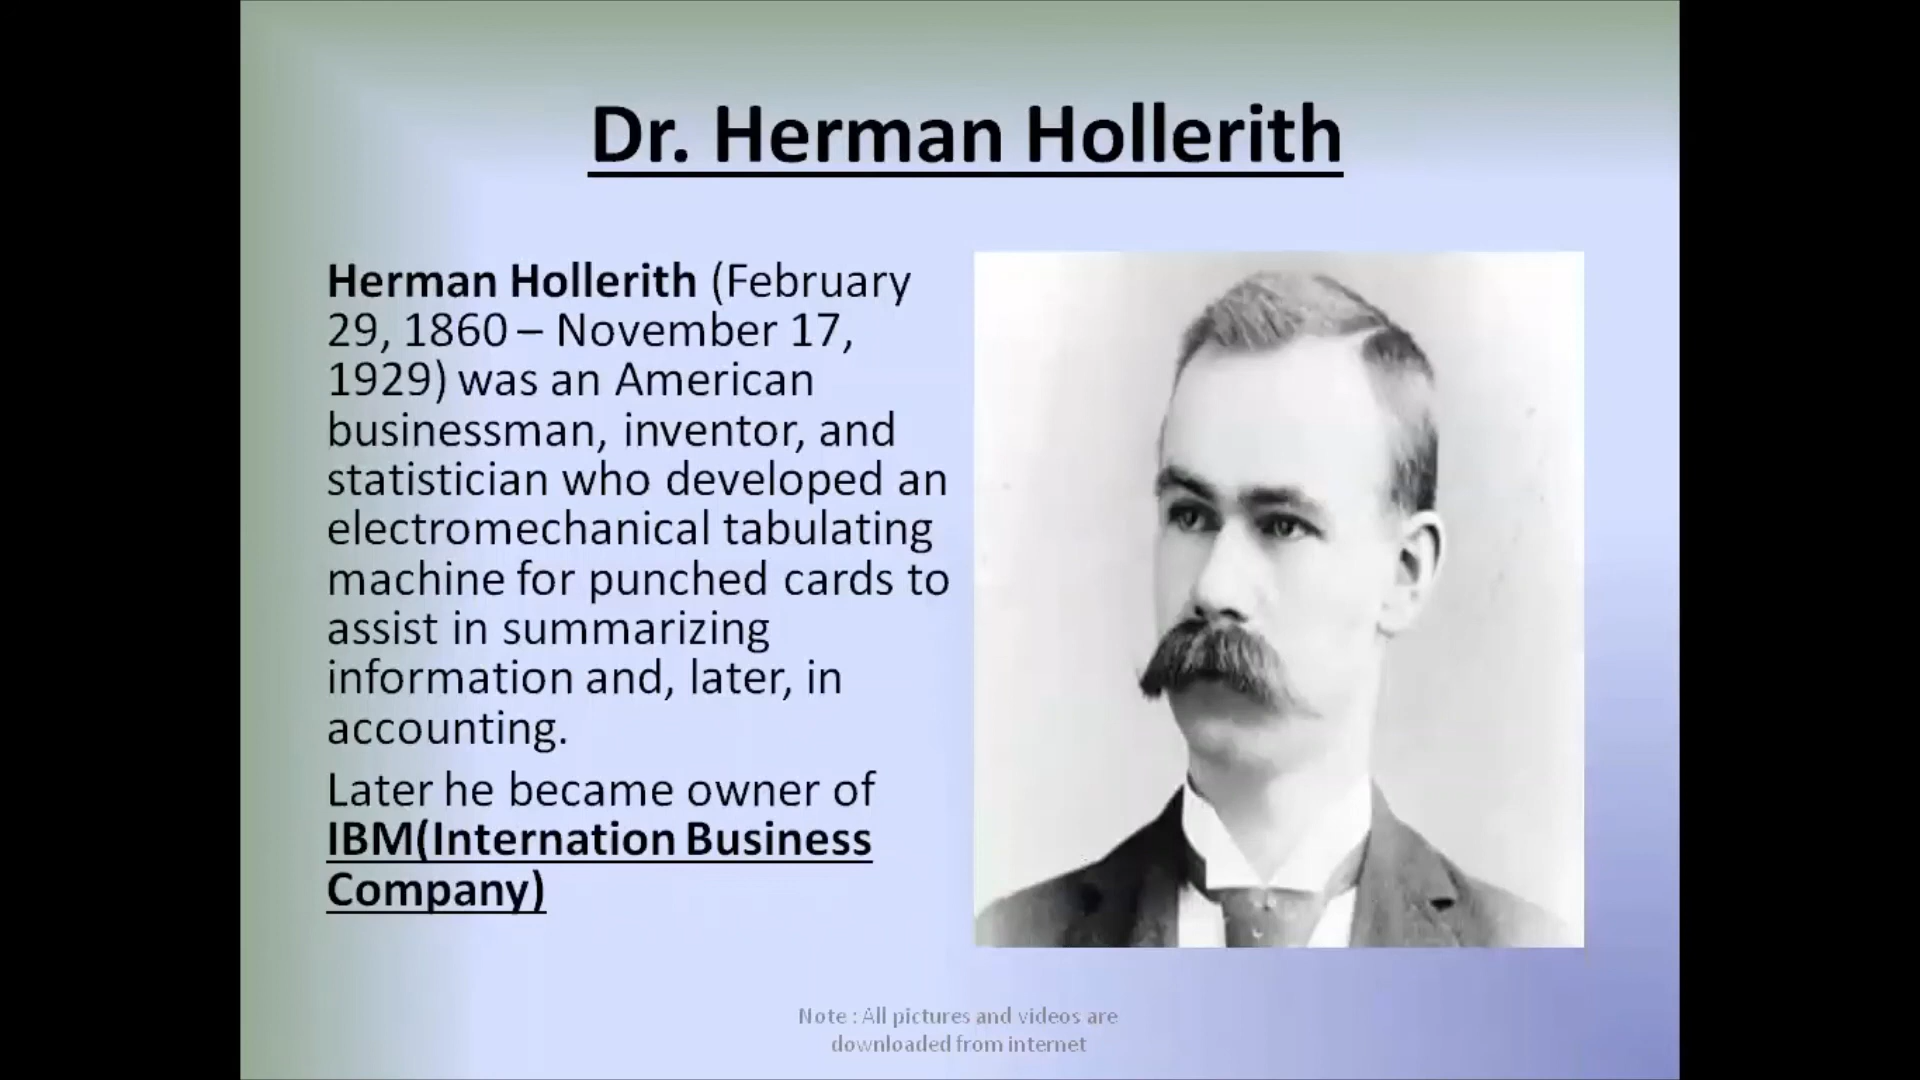 Dr. Herman Hollerith
Herman Hollerith (February
29, 1860 – November 17,
1929) was an American
businessman, inventor, and
statistician who developed an
electromechanical tabulating
machine for punched cards to
assist in summarizing
information and, later, in
accounting.
Later he became owner of
IBM(Internation Business
Company)
Note : All pictures and videos are
downloaded from internet